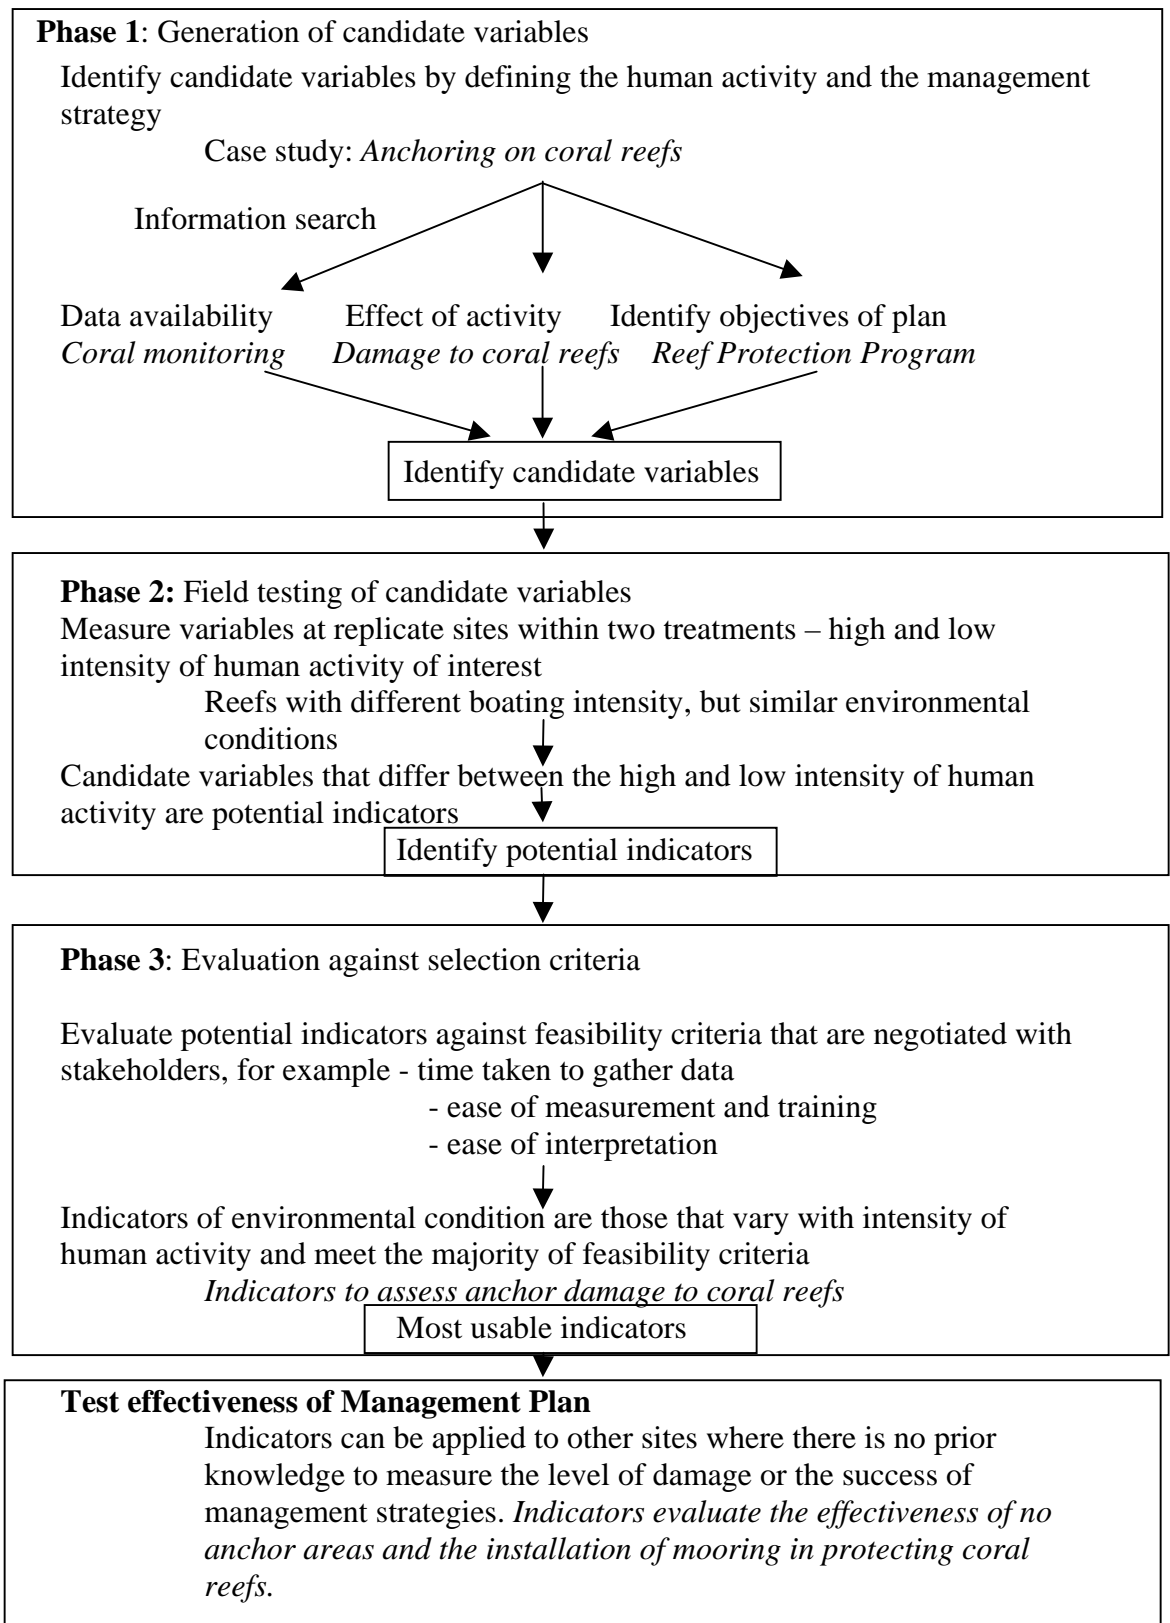 Phase 1: Generation of candidate variables
Identify candidate variables by defining the human activity and the management
strategy
Case study: Anchoring on coral reefs
Information search
Data availability Effect of activity Identify objectives of plan
Coral monitoring Damage to coral reefs Reef Protection Program
Identify candidate variables
Phase 2: Field testing of candidate variables
Measure variables at replicate sites within two treatments – high and low
intensity of human activity of interest
Reefs with different boating intensity, but similar environmental
conditions
Candidate variables that differ between the high and low intensity of human
activity are potential indicators
Identify potential indicators
Phase 3: Evaluation against selection criteria
Evaluate potential indicators against feasibility criteria that are negotiated with
stakeholders, for example - time taken to gather data
- ease of measurement and training
- ease of interpretation
Indicators of environmental condition are those that vary with intensity of
human activity and meet the majority of feasibility criteria
Indicators to assess anchor damage to coral reefs
Most usable indicators
Test effectiveness of Management Plan
Indicators can be applied to other sites where there is no prior
knowledge to measure the level of damage or the success of
management strategies. Indicators evaluate the effectiveness of no
anchor areas and the installation of mooring in protecting coral
reefs.